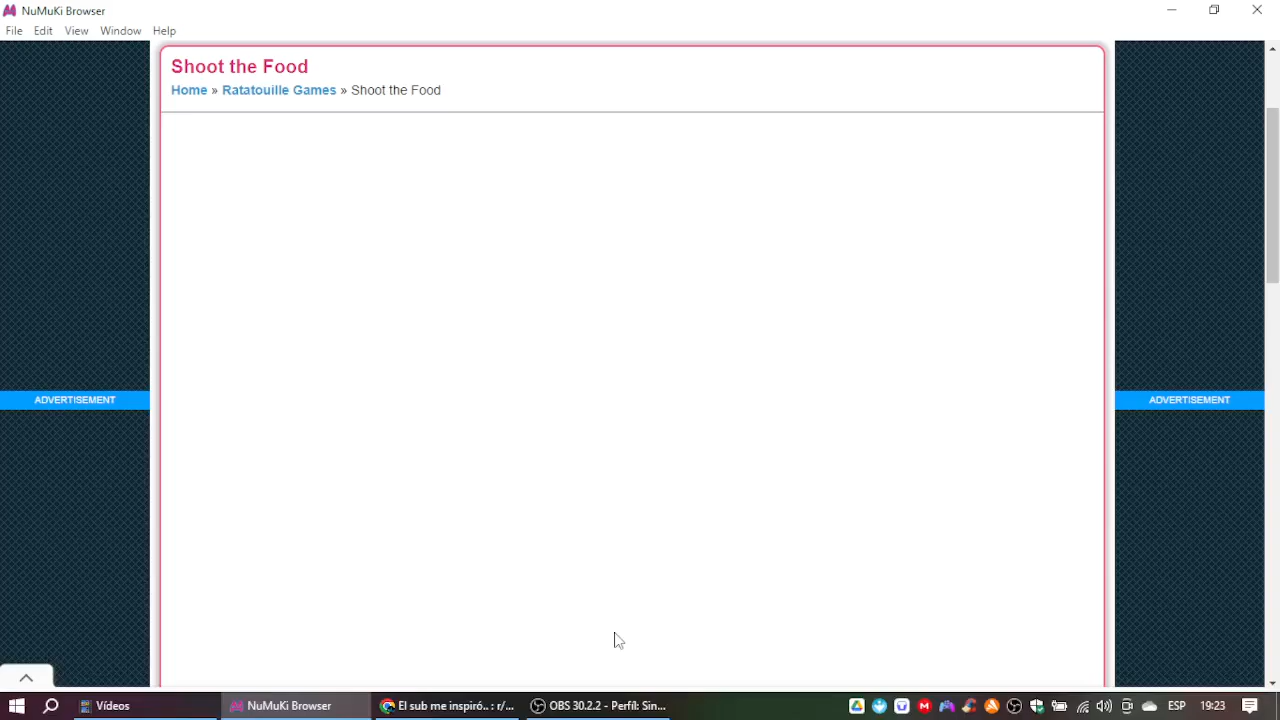 NuMuKi Browser
File Edit View Window Help
Shoot the Food
Home » Ratatouille Games » Shoot the Food
ADVERTISEMENT
ADVERTISEMENT
Vídeos
NuMuKi Browser
El sub me inspiró.. : r/...
OBS 30.2.2 - Perfil: Sin...
ESP
19:23